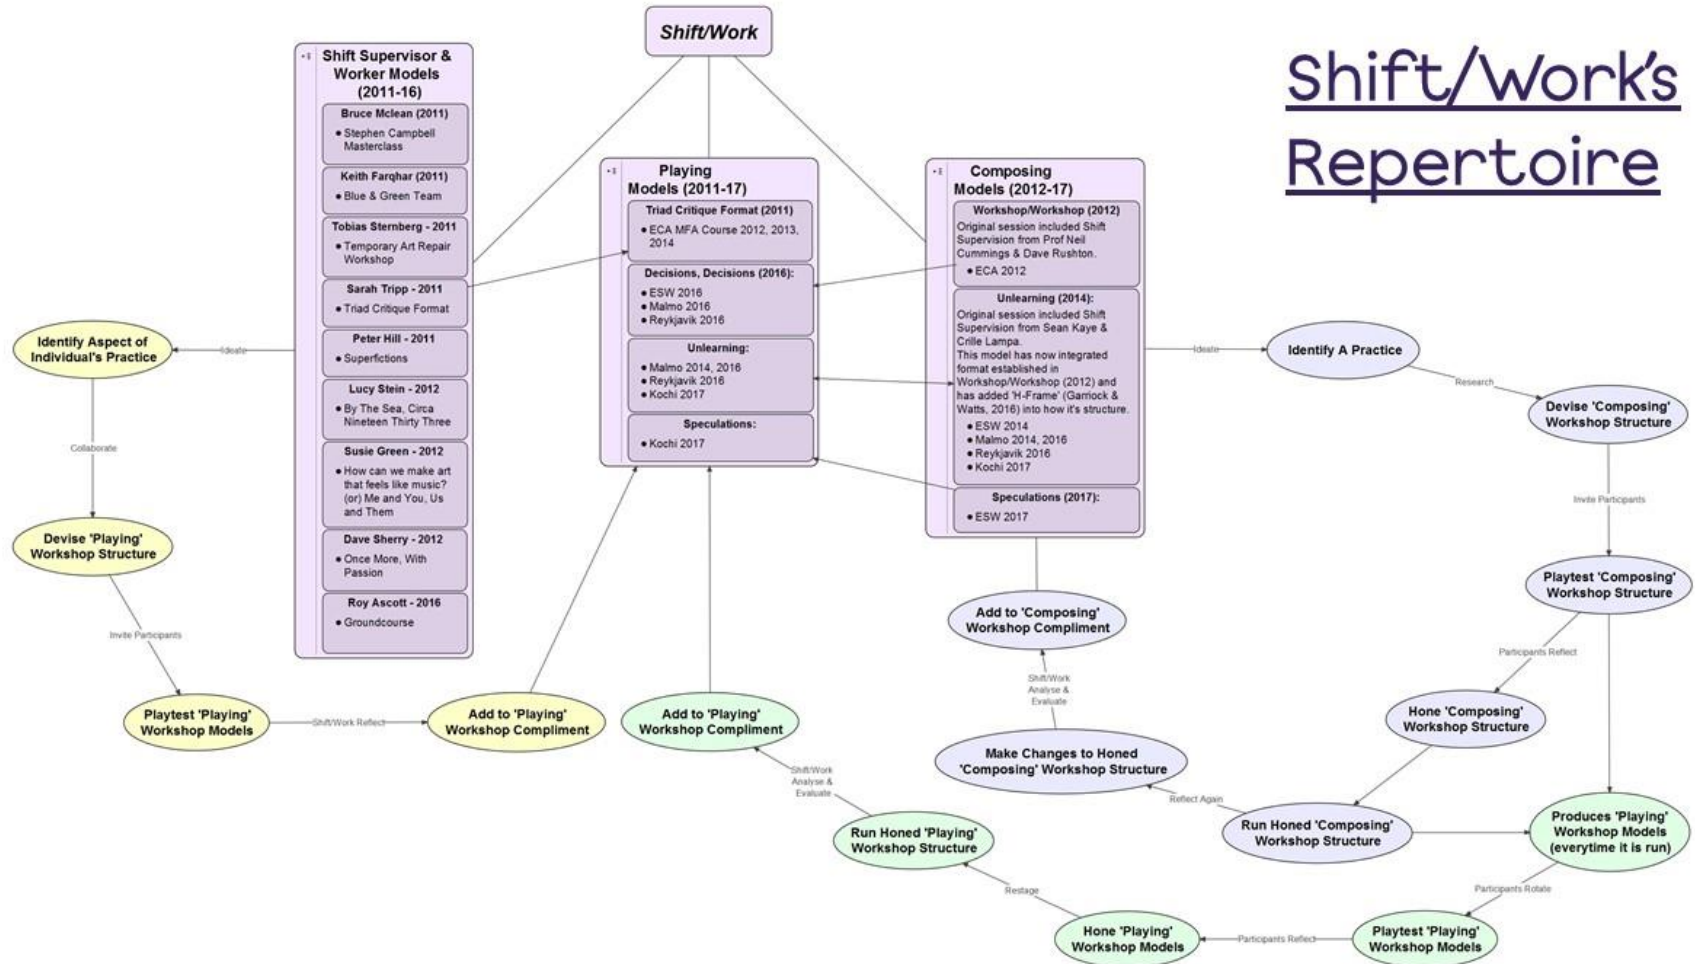 Shift/Work
Shift/Work's
Repertoire
Shift Supervisor &
Worker Models
(2011-16)
Bruce Mclean (2011)
• Stephen Campbell
Masterclass
Keith Farqhar (2011)
• Blue & Green Team
Tobias Sternberg - 2011
• Temporary Art Repair
Workshop
Sarah Tripp - 2011
• Triad Critique Format
Peter Hill - 2011
• Superfictions
Lucy Stein - 2012
• By The Sea, Circa
Nineteen Thirty Three
Susie Green - 2012
• How can we make art
that feels like music?
(or) Me and You, Us
and Them
Dave Sherry - 2012
• Once More, With
Passion
Roy Ascott - 2016
• Groundcourse
Playing
Models (2011-17)
Triad Critique Format (2011)
• ECA MFA Course 2012, 2013,
2014
Decisions, Decisions (2016):
• ESW 2016
• Malmo 2016
• Reykjavik 2016
Unlearning:
• Malmo 2014, 2016
• Reykjavik 2016
• Kochi 2017
Speculations:
• Kochi 2017
Composing
Models (2012-17)
Workshop/Workshop (2012)
Original session included Shift
Supervision from Prof Neil
Cummings & Dave Rushton.
• ECA 2012
Unlearning (2014):
Original session included Shift
Supervision from Sean Kaye &
Crille Lampa.
This model has now integrated
format established in
Workshop/Workshop (2012) and
has added 'H-Frame' (Garriock &
Watts, 2016) into how it's structure.
• ESW 2014
• Malmo 2014, 2016
• Reykjavik 2016
• Kochi 2017
Speculations (2017):
• ESW 2017
Ideate
Identify Aspect of
Individual's Practice
Collaborate
Devise 'Playing'
Workshop Structure
Invite Participants
Playtest 'Playing'
Workshop Models
Shift/Work Reflect
Add to 'Playing'
Workshop Compliment
Ideate
Identify A Practice
Research
Devise 'Composing'
Workshop Structure
Invite Participants
Playtest 'Composing'
Workshop Structure
Participants Reflect
Hone 'Composing'
Workshop Structure
Run Honed 'Composing'
Workshop Structure
Reflect Again
Make Changes to Honed
'Composing' Workshop Structure
Shift/Work
Analyse &
Evaluate
Add to 'Composing'
Workshop Compliment
Produces 'Playing'
Workshop Models
(everytime it is run)
Participants Rotate
Playtest 'Playing'
Workshop Models
Participants Reflect
Hone 'Playing'
Workshop Models
Restage
Run Honed 'Playing'
Workshop Structure
Shift/Work
Analyse &
Evaluate
Add to 'Playing'
Workshop Compliment